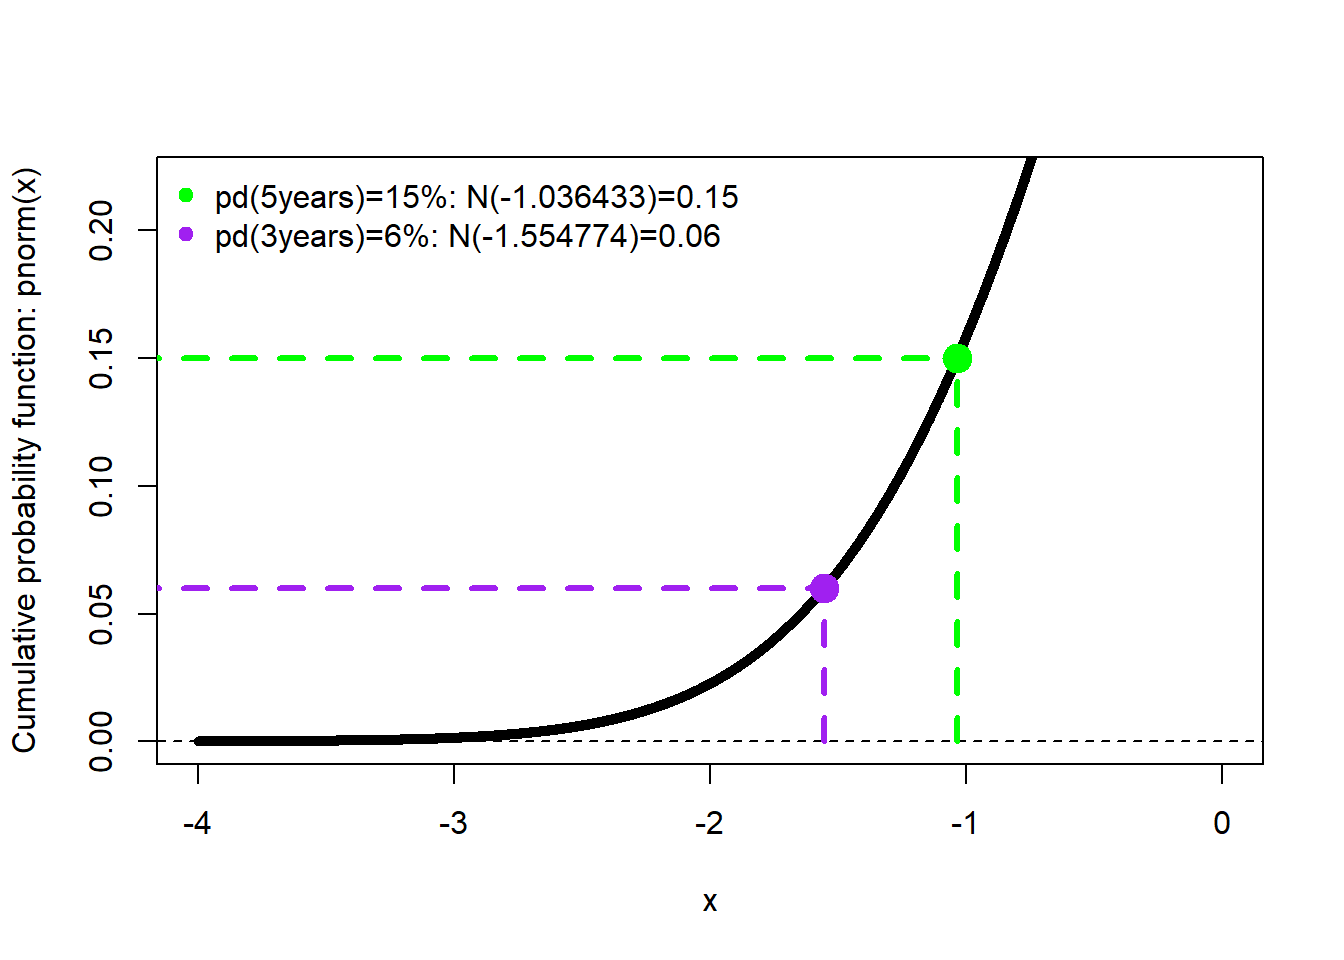 pd(5years)=15%: N(-1.036433)=0.15
pd(3years)=6%: N(-1.554774)=0.06
Cumulative probability function: pnorm(x)
0.20
0.15
0.10
0.05
0.00
-4 -3 -2 -1 0
x